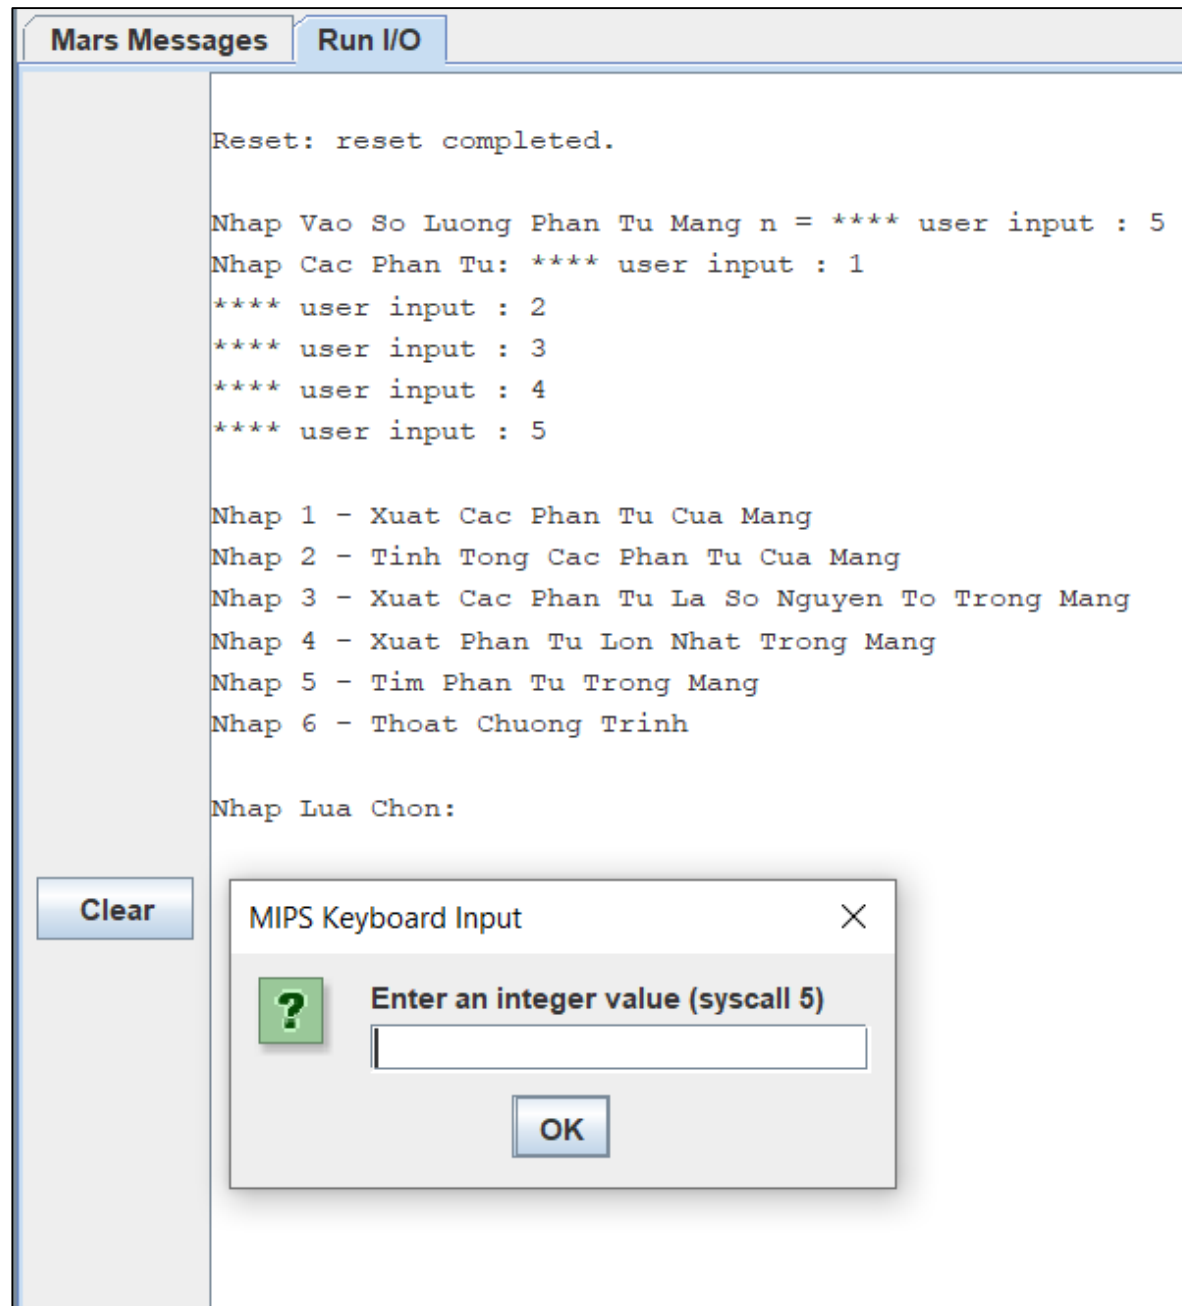 Mars Messages Run I/O
Reset: reset completed.
Nhap Vao So Luong Phan Tu Mang n = **** user input : 5
Nhap Cac Phan Tu: **** user input : 1
**** user input : 2
**** user input : 3
**** user input : 4
**** user input : 5
Nhap 1 - Xuat Cac Phan Tu Cua Mang
Nhap 2 - Tinh Tong Cac Phan Tu Cua Mang
Nhap 3 - Xuat Cac Phan Tu La So Nguyen To Trong Mang
Nhap 4 - Xuat Phan Tu Lon Nhat Trong Mang
Nhap 5 - Tim Phan Tu Trong Mang
Nhap 6 - Thoat Chuong Trinh
Nhap Lua Chon:
Clear
MIPS Keyboard Input
?
Enter an integer value (syscall 5)
OK